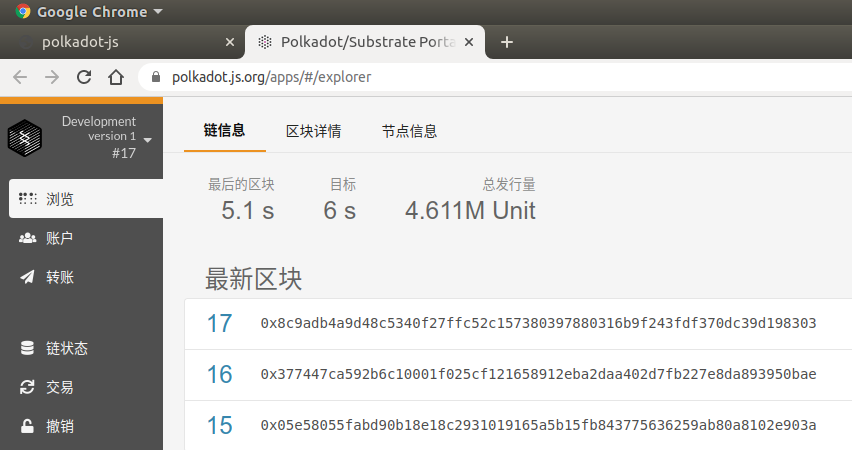 Google Chrome
polkadot-js
Polkadot/Substrate Porta
polkadot.js.org/apps/#/explorer
Development
version 1
#17
浏览
账户
转账
链状态
交易
撤销
链信息 区块详情 节点信息
最后的区块 目标 总发行量
5.1 s 6 s 4.611M Unit
最新区块
17 0x8c9adb4a9d48c5340f27ffc52c157380397880316b9f243fdf370dc39d198303
16 0x377447ca592b6c10001f025cf121658912eba2daa402d7fb227e8da893950bae
15 0x05e58055fabd90b18e18c2931019165a5b15fb843775636259ab80a8102e903a